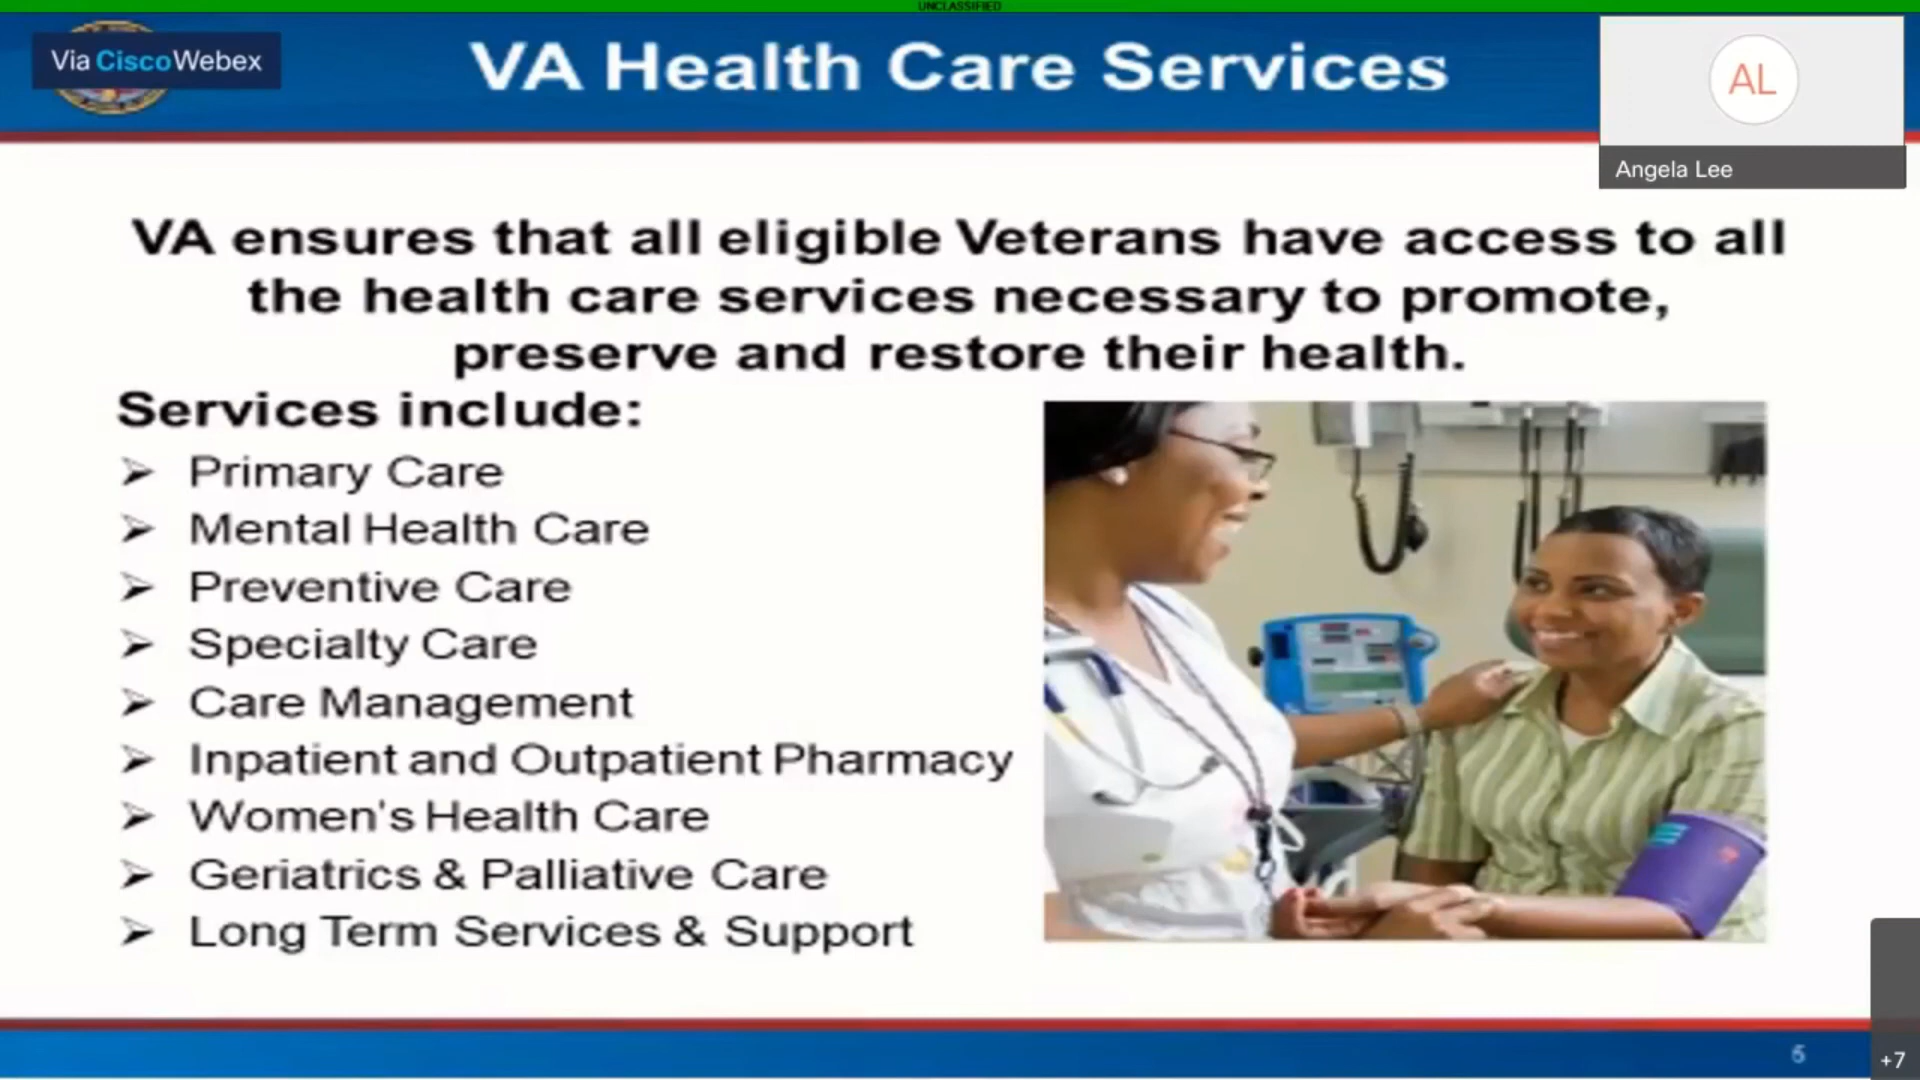 UNCLASSIFIED
Via CiscoWebex
VA Health Care Services
AL
Angela Lee
VA ensures that all eligible Veterans have access to all
the health care services necessary to promote,
preserve and restore their health.
Services include:
➢ Primary Care
➢ Mental Health Care
➢ Preventive Care
➢ Specialty Care
➢ Care Management
➢ Inpatient and Outpatient Pharmacy
➢ Women's Health Care
➢ Geriatrics & Palliative Care
➢ Long Term Services & Support
5
+7